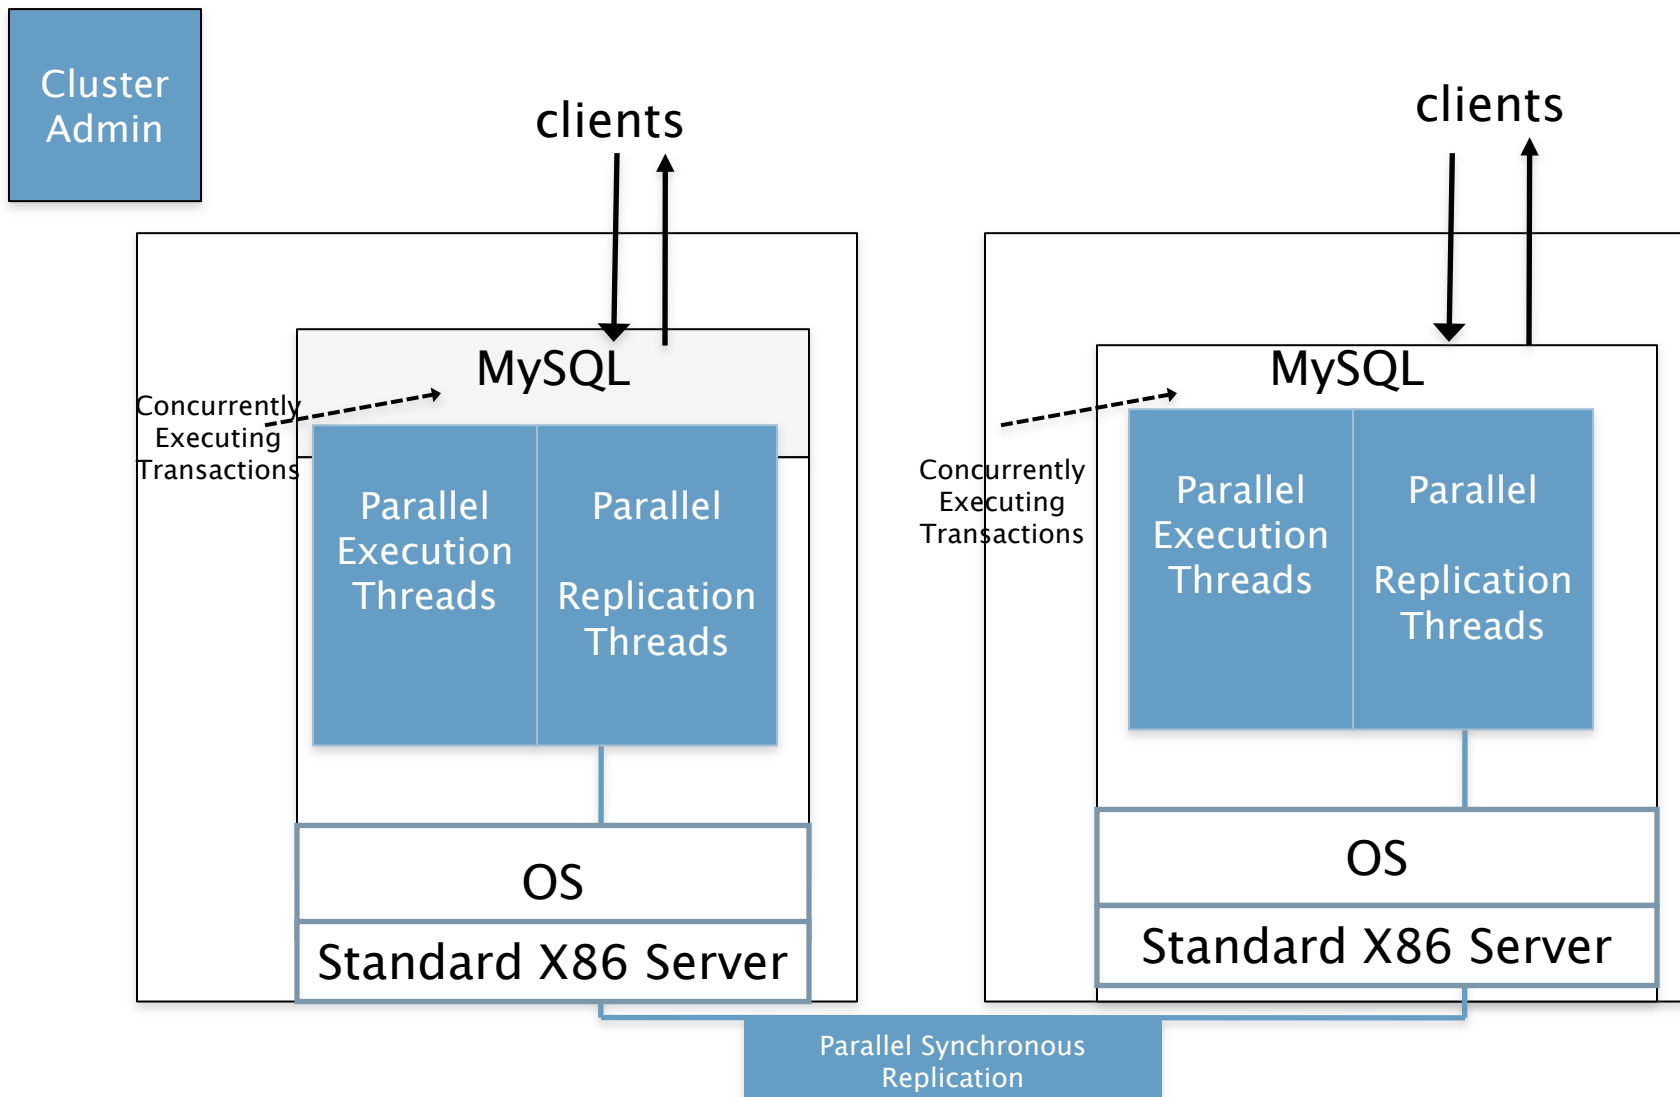 Cluster
Admin
clients
MySQL
Concurrently
Executing
Transactions
Parallel
Execution
Threads
Parallel
Replication
Threads
OS
Standard X86 Server
clients
MySQL
Concurrently
Executing
Transactions
Parallel
Execution
Threads
Parallel
Replication
Threads
OS
Standard X86 Server
Parallel Synchronous
Replication